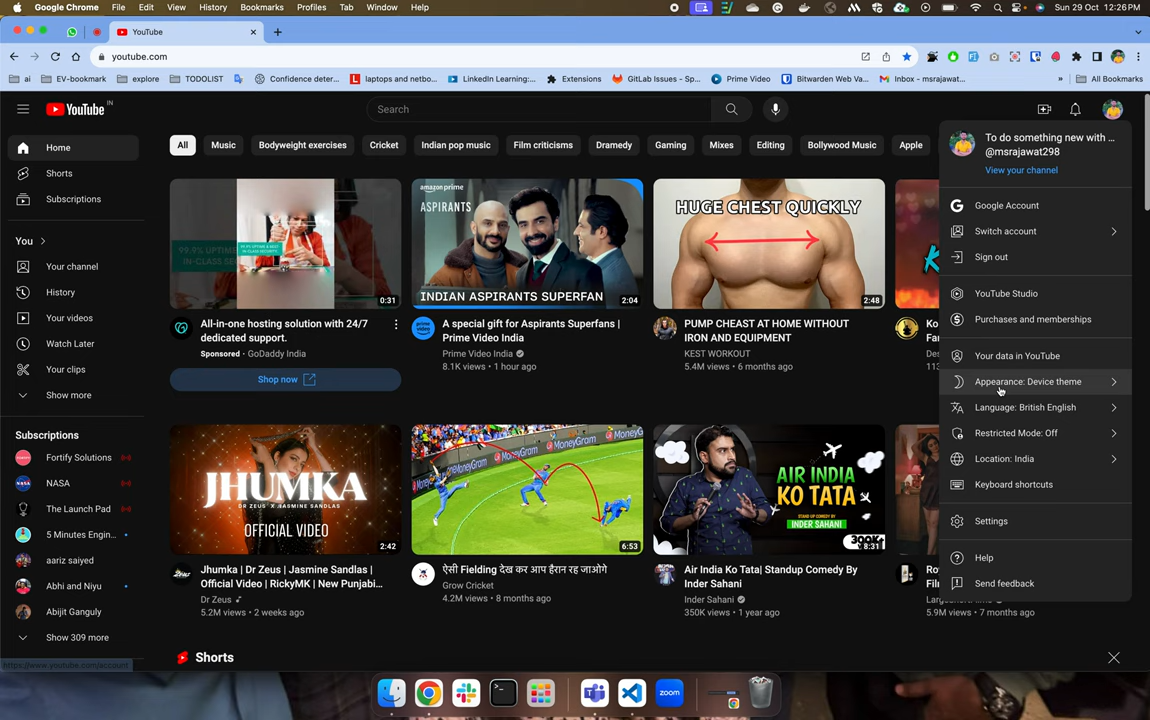 Google Chrome File Edit View History Bookmarks Profiles Tab Window Help Sun 29 Oct 12:26PM
YouTube
youtube.com
ai EV-bookmark explore TODOLIST Confidence deter... laptops and netbo... LinkedIn Learning:... Extensions GitLab Issues - Sp... Prime Video Bitwarden Web Va... Inbox - msrajawat... » All Bookmarks
YouTube IN
Search
All Music Bodyweight exercises Cricket Indian pop music Film criticisms Dramedy Gaming Mixes Editing Bollywood Music Apple
Home
Shorts
Subscriptions
You
Your channel
History
Your videos
Watch Later
Your clips
Show more
Subscriptions
Fortify Solutions
NASA
The Launch Pad
5 Minutes Engin...
aariz saiyed
Abhi and Niyu
Abijit Ganguly
Show 309 more
0:31
All-in-one hosting solution with 24/7
dedicated support.
Sponsored • GoDaddy India
Shop now
amazon prime
ASPIRANTS
INDIAN ASPIRANTS SUPERFAN
2:04
A special gift for Aspirants Superfans |
Prime Video India
Prime Video India
8.1K views • 1 hour ago
HUGE CHEST QUICKLY
2:48
PUMP CHEAST AT HOME WITHOUT
IRON AND EQUIPMENT
KEST WORKOUT
5.4M views • 6 months ago
JHUMKA
DR ZEUS X JASMINE SANDLAS
OFFICIAL VIDEO
2:42
Jhumka | Dr Zeus | Jasmine Sandlas |
Official Video | RickyMK | New Punjabi...
Dr Zeus
5.2M views • 2 weeks ago
MoneyGram
6:53
ऐसी Fielding देख कर आप हैरान रह जाओगे
Grow Cricket
4.2M views • 8 months ago
AIR INDIA
KO TATA
STAND UP COMEDY BY
INDER SAHANI
300K
8:31
Air India Ko Tata| Standup Comedy By
Inder Sahani
Inder Sahani
350K views • 1 year ago
5.9M views • 7 months ago
Shorts
To do something new with ...
@msrajawat298
View your channel
Google Account
Switch account
Sign out
YouTube Studio
Purchases and memberships
Your data in YouTube
Appearance: Device theme
Language: British English
Restricted Mode: Off
Location: India
Keyboard shortcuts
Settings
Help
Send feedback
https://www.youtube.com/account
zoom